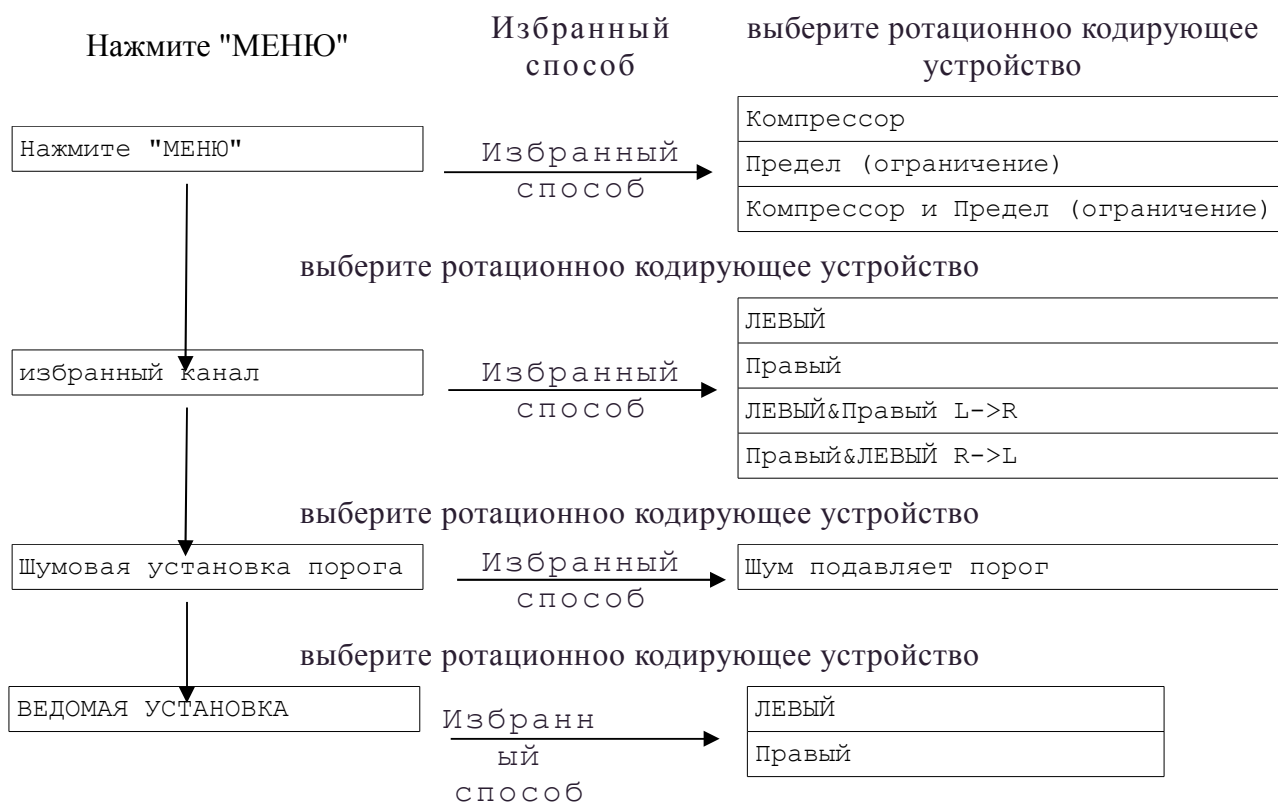 Нажмите "МЕНЮ"
Избранный
способ
выберите ротационноо кодирующее
устройство
Нажмите "МЕНЮ"
Избранный
способ
Компрессор
Предел (ограничение)
Компрессор и Предел (ограничение)
выберите ротационноо кодирующее устройство
избранный канал
Избранный
способ
ЛЕВЫЙ
Правый
ЛЕВЫЙ&Правый L->R
Правый&ЛЕВЫЙ R->L
выберите ротационноо кодирующее устройство
Шумовая установка порога
Избранный
способ
Шум подавляет порог
выберите ротационноо кодирующее устройство
ВЕДОМАЯ УСТАНОВКА
Избранн
ый
способ
ЛЕВЫЙ
Правый